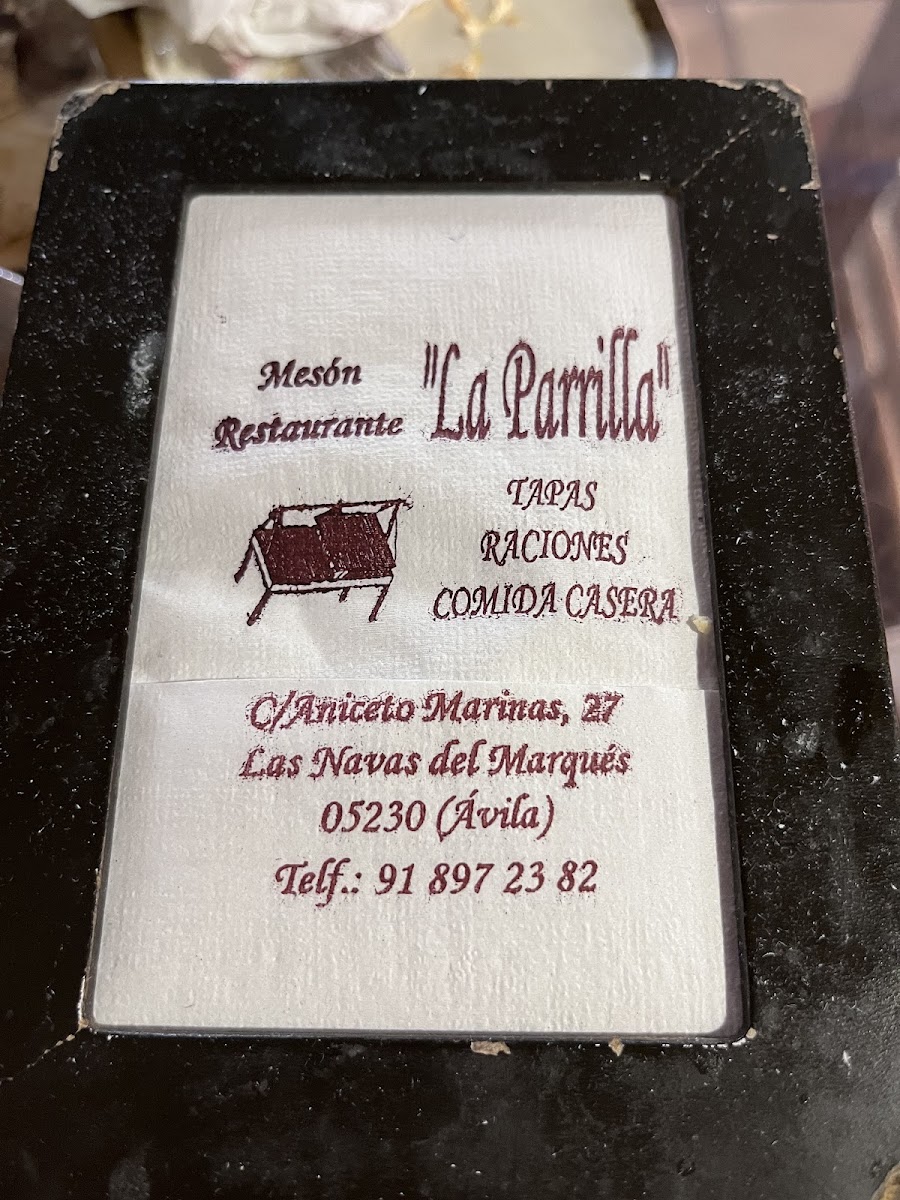 Mesón
Restaurante
"La Parrilla"
TAPAS
RACIONES
COMIDA CASERA
C/Aniceto Marinas, 27
Las Navas del Marqués
05230 (Ávila)
Telf.: 91 897 23 82